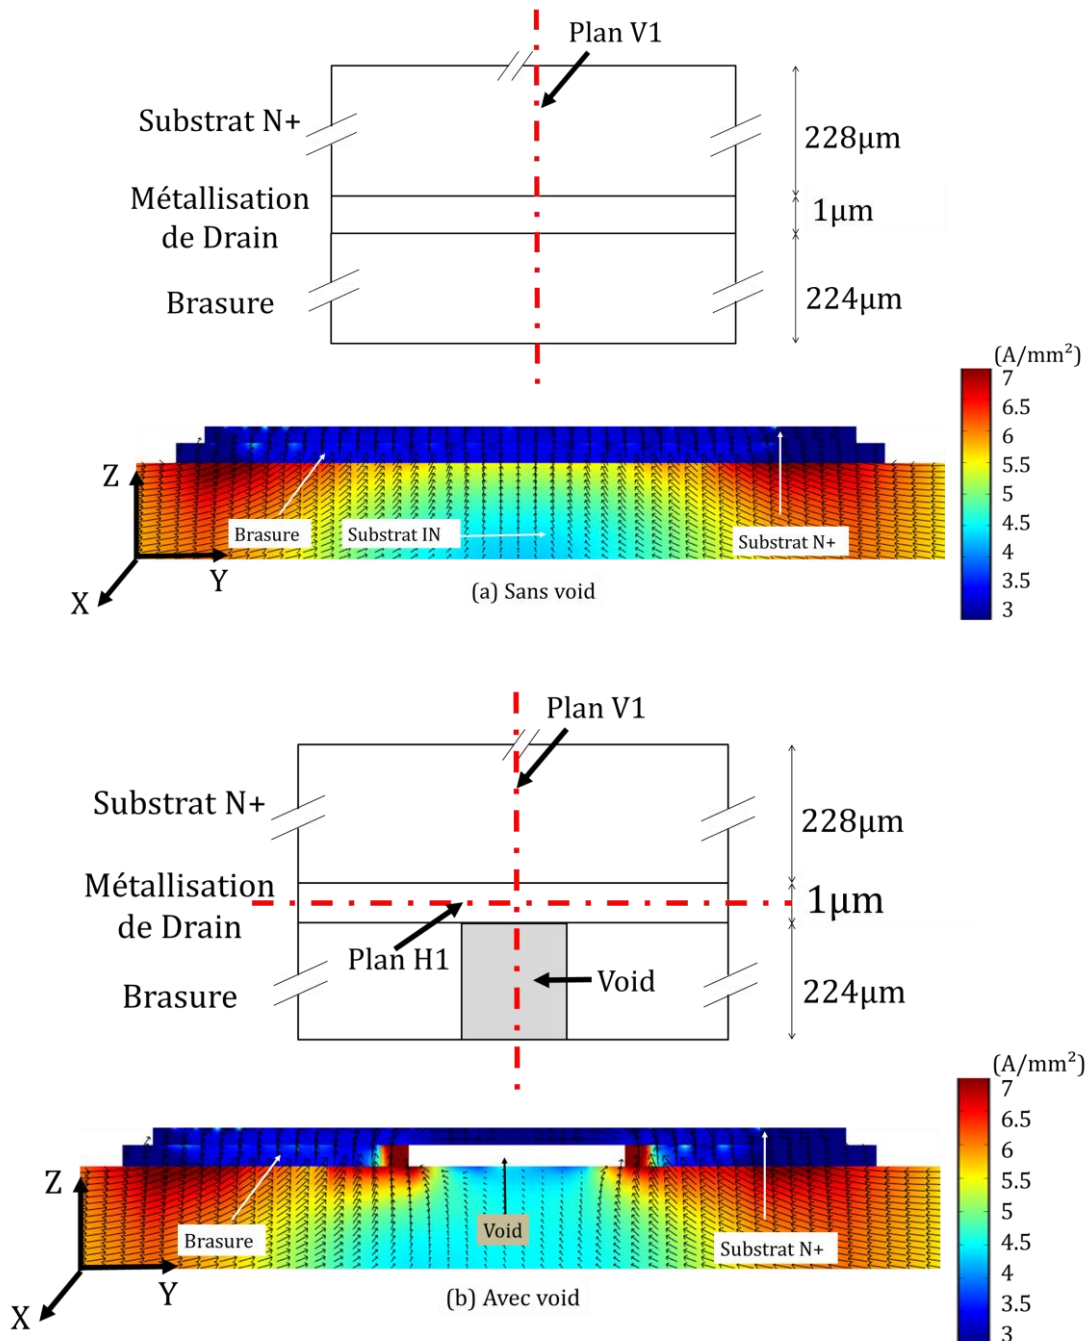 Plan V1
Substrat N+
228µm
Métallisation
de Drain
1µm
Brasure
224µm
(A/mm²)
7
6.5
6
5.5
5
4.5
4
3.5
3
Z
Y
X
Brasure
Substrat IN
Substrat N+
(a) Sans void
Plan V1
Substrat N+
228µm
Métallisation
de Drain
1µm
Plan H1
Void
Brasure
224µm
(A/mm²)
7
6.5
6
5.5
5
4.5
4
3.5
3
Z
Y
X
Brasure
Void
Substrat N+
(b) Avec void